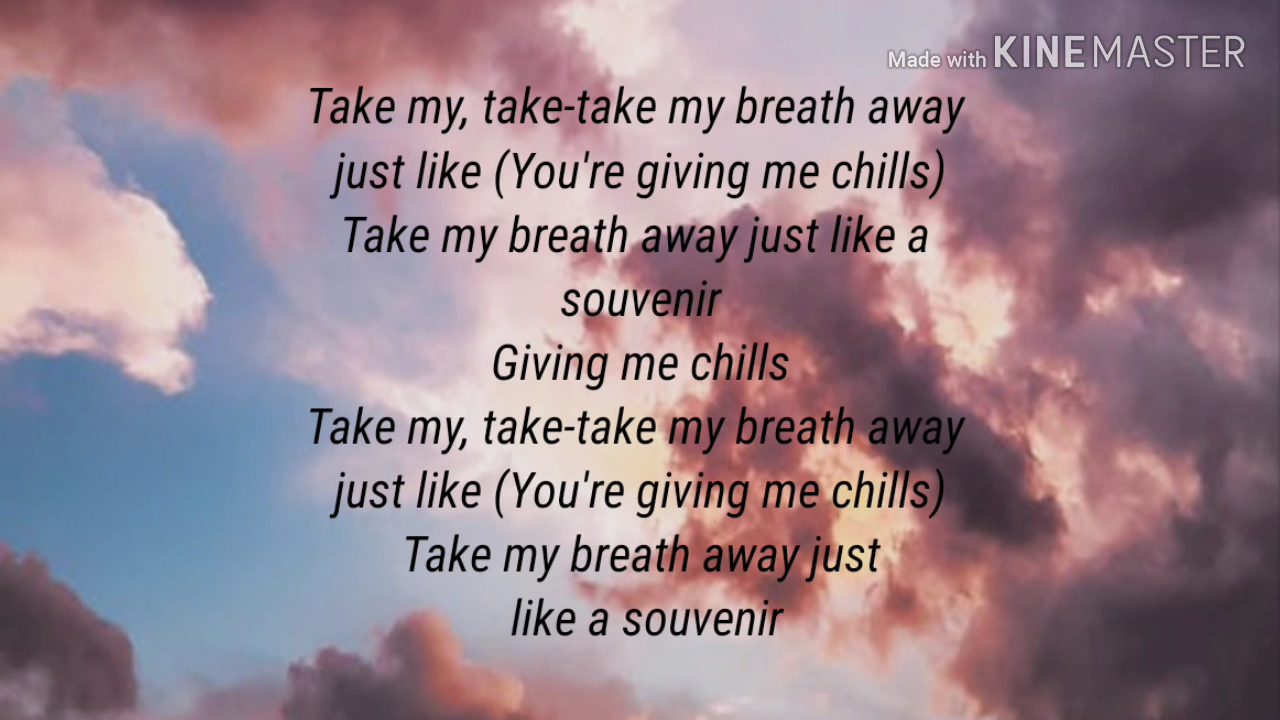 Made with KINEMASTER
Take my, take-take my breath away
just like (You're giving me chills)
Take my breath away just like a
souvenir
Giving me chills
Take my, take-take my breath away
just like (You're giving me chills)
Take my breath away just
like a souvenir